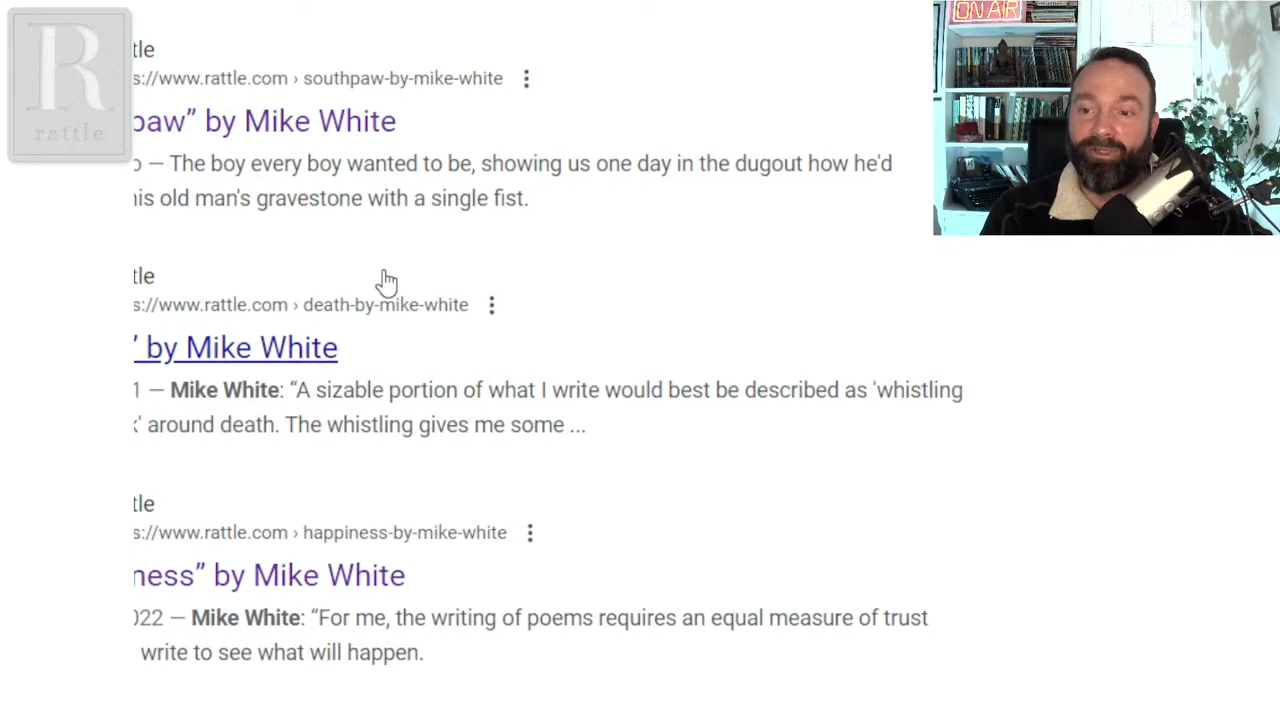 R
rattle
ON AIR
tle
s://www.rattle.com › southpaw-by-mike-white
paw” by Mike White
— The boy every boy wanted to be, showing us one day in the dugout how he'd
his old man's gravestone with a single fist.
tle
s://www.rattle.com › death-by-mike-white
” by Mike White
1 — Mike White: “A sizable portion of what I write would best be described as 'whistling
' around death. The whistling gives me some ...
tle
s://www.rattle.com › happiness-by-mike-white
ness” by Mike White
022 — Mike White: “For me, the writing of poems requires an equal measure of trust
write to see what will happen.